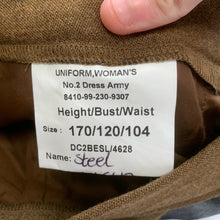 UNIFORM, WOMAN'S
No.2 Dress Army
8410-99-230-9307
Height/Bust/Waist
Size: 170/120/104
DC2BESL/4628
Name: Steel